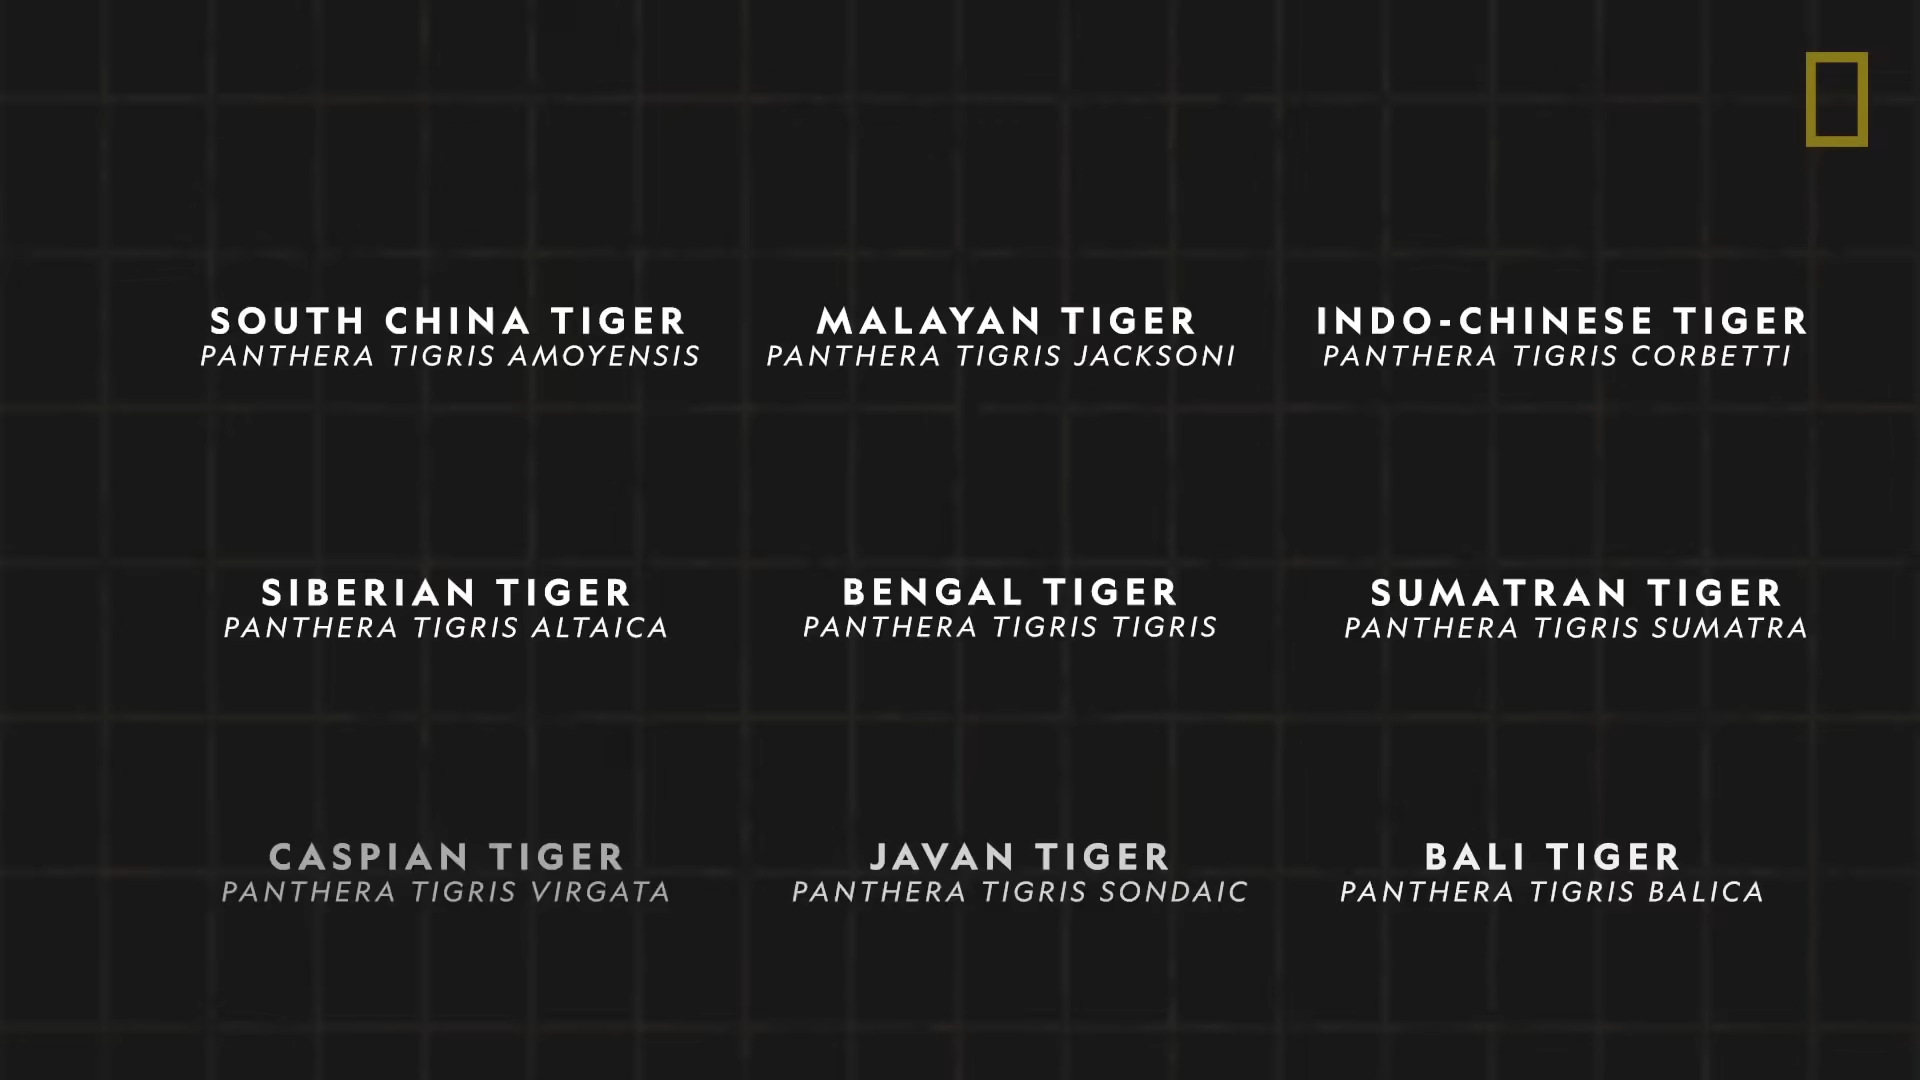 SOUTH CHINA TIGER
PANTHERA TIGRIS AMOYENSIS
MALAYAN TIGER
PANTHERA TIGRIS JACKSONI
INDO-CHINESE TIGER
PANTHERA TIGRIS CORBETTI
SIBERIAN TIGER
PANTHERA TIGRIS ALTAICA
BENGAL TIGER
PANTHERA TIGRIS TIGRIS
SUMATRAN TIGER
PANTHERA TIGRIS SUMATRA
CASPIAN TIGER
PANTHERA TIGRIS VIRGATA
JAVAN TIGER
PANTHERA TIGRIS SONDAIC
BALI TIGER
PANTHERA TIGRIS BALICA